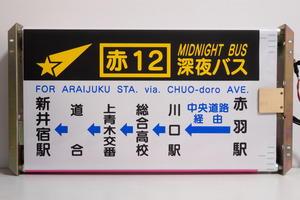 赤12
MIDNIGHT BUS
深夜バス
FOR ARAIJUKU STA. via. CHUO-doro AVE.
新井宿駅
道合
上青木交番
総合高校
川口駅
中央道路
経由
赤羽駅